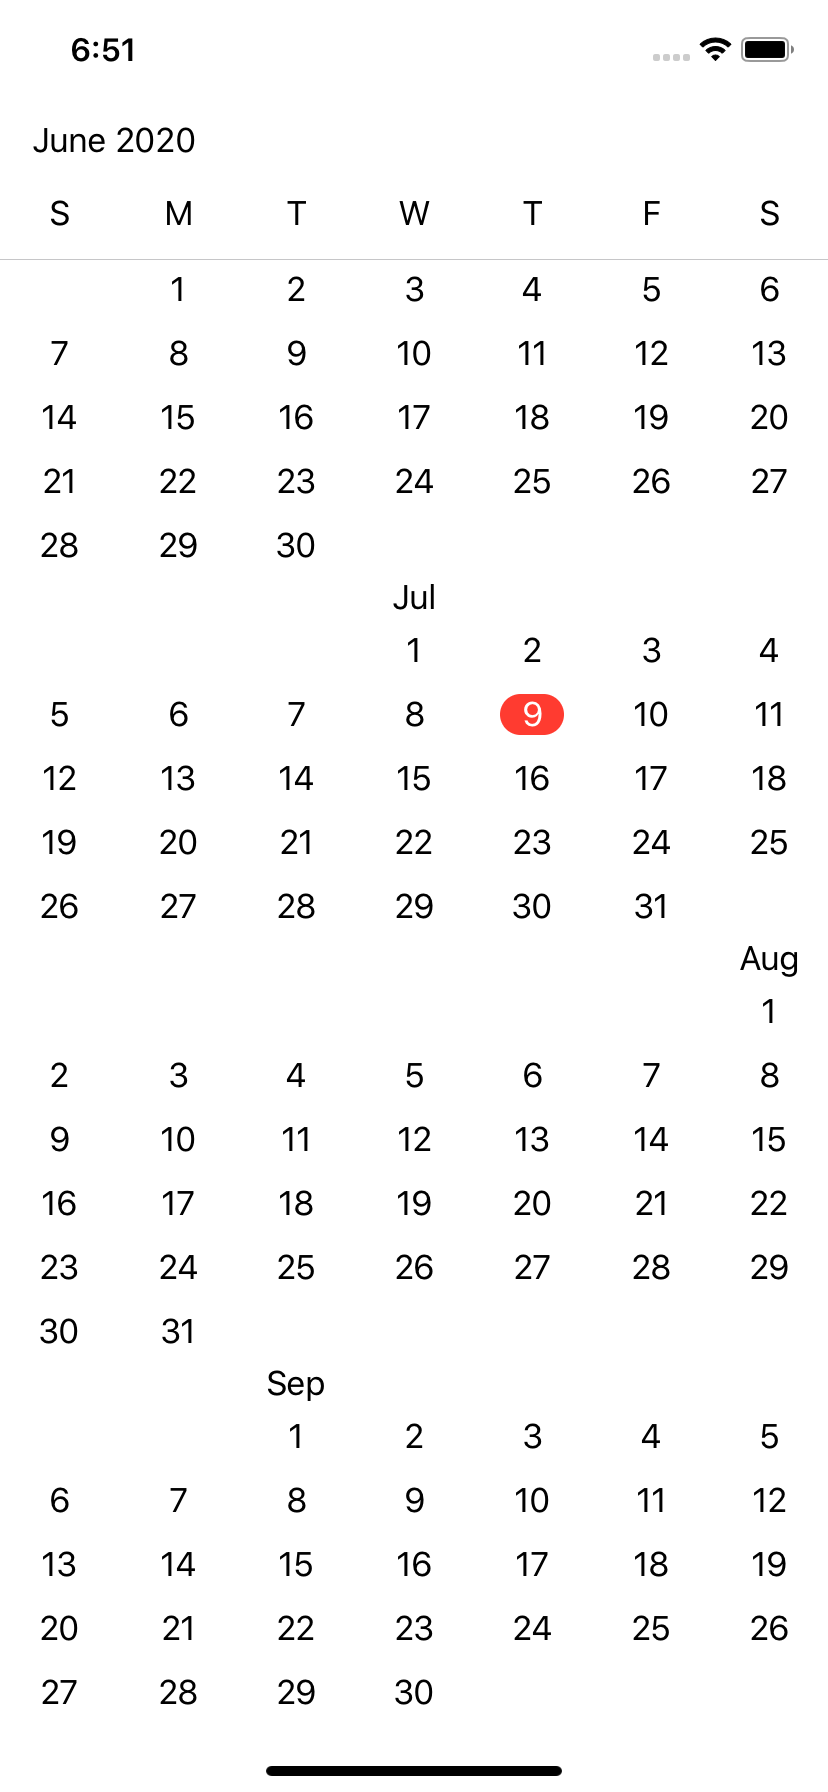 6:51
June 2020
S M T W T F S
1 2 3 4 5 6
7 8 9 10 11 12 13
14 15 16 17 18 19 20
21 22 23 24 25 26 27
28 29 30
Jul
1 2 3 4
5 6 7 8 9 10 11
12 13 14 15 16 17 18
19 20 21 22 23 24 25
26 27 28 29 30 31
Aug
1
2 3 4 5 6 7 8
9 10 11 12 13 14 15
16 17 18 19 20 21 22
23 24 25 26 27 28 29
30 31
Sep
1 2 3 4 5
6 7 8 9 10 11 12
13 14 15 16 17 18 19
20 21 22 23 24 25 26
27 28 29 30